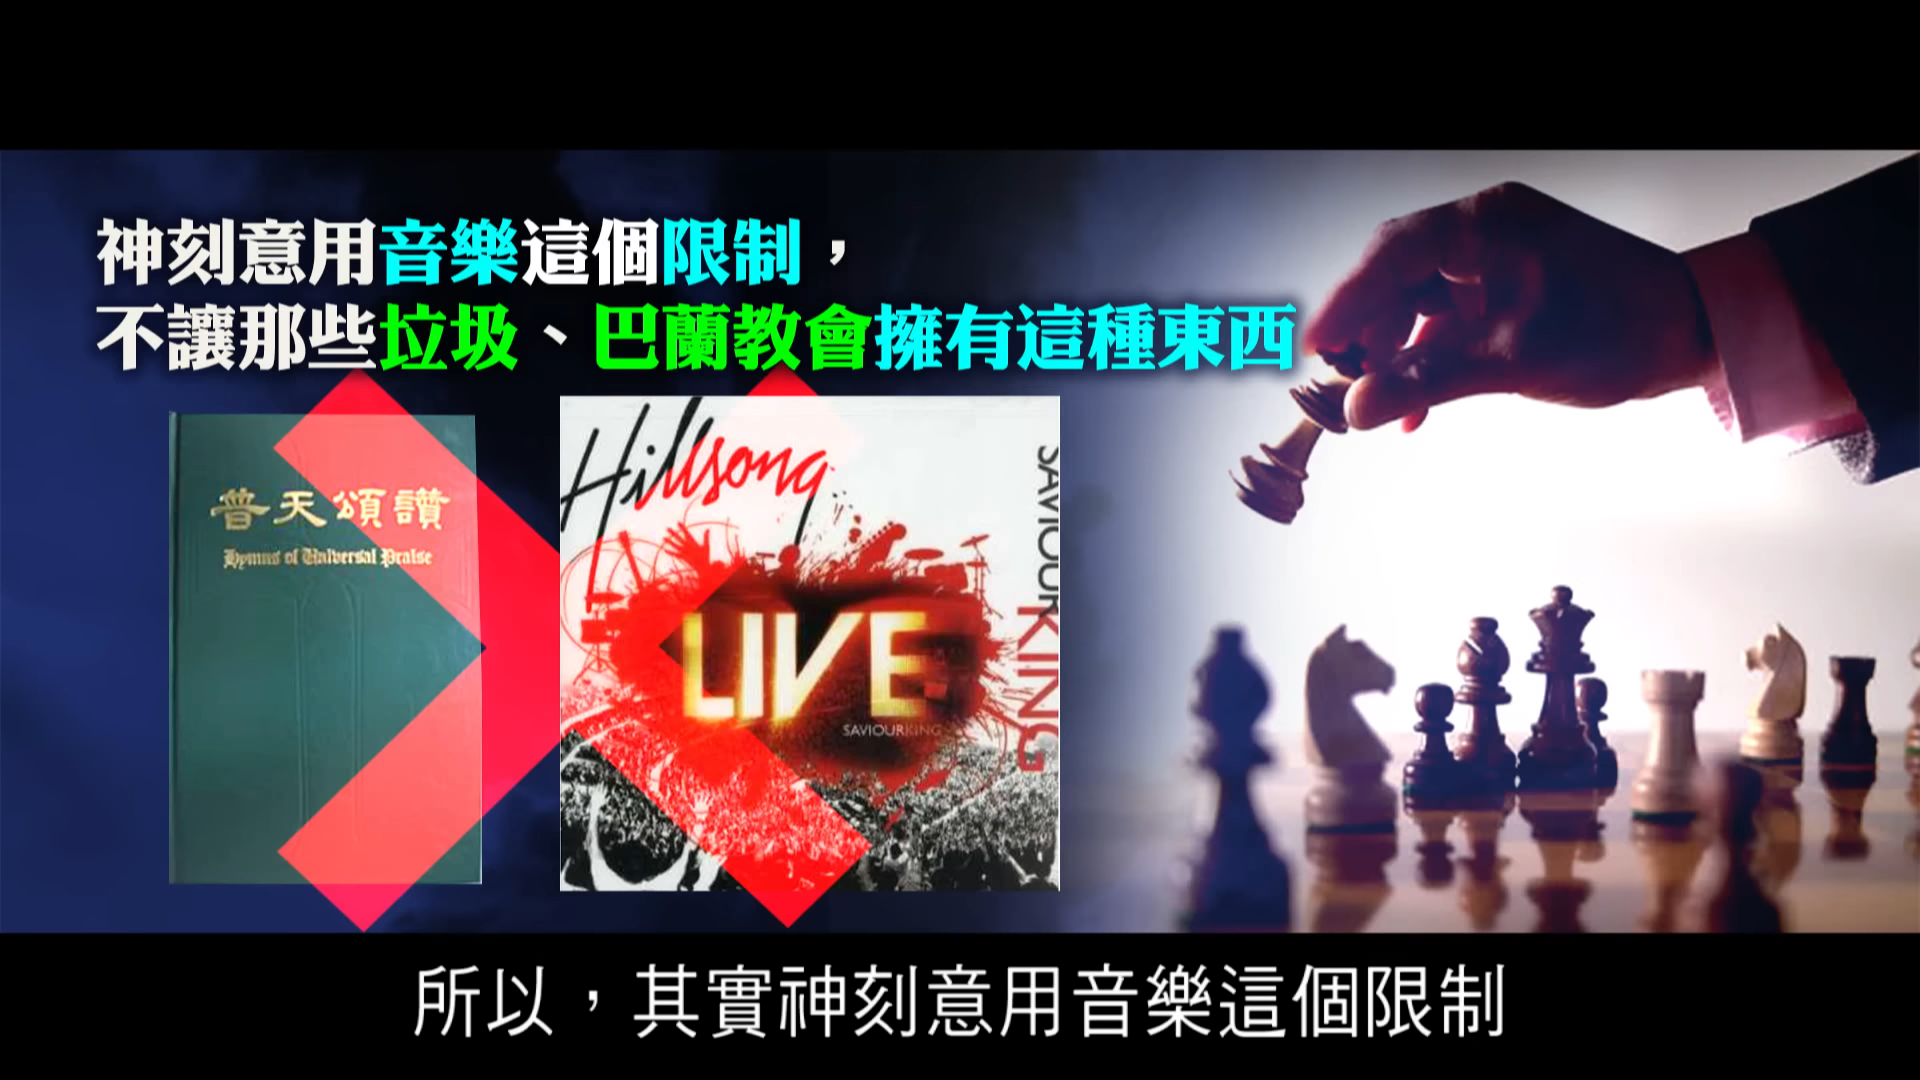 神刻意用音樂這個限制，
不讓那些垃圾、巴蘭教會擁有這種東西
普天頌讚
Hymns of Universal Praise
Hillsong
LIVE
SAVIOURKING
SAVIOUR KING
所以，其實神刻意用音樂這個限制